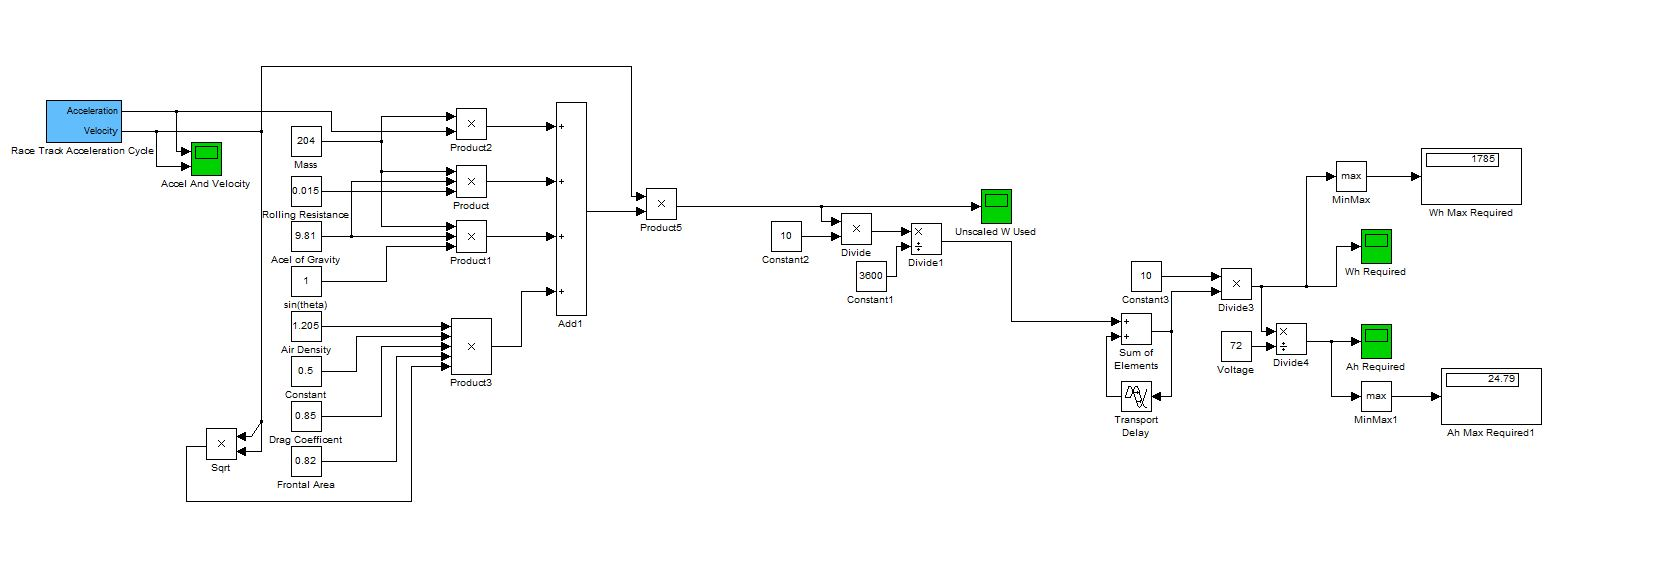 Acceleration
Velocity
Race Track Acceleration Cycle
Accel And Velocity
204
Mass
0.015
Rolling Resistance
9.81
Acel of Gravity
1
sin(theta)
1.205
Air Density
0.5
Constant
0.85
Drag Coefficent
0.82
Frontal Area
×
Sqrt
×
Product2
×
Product
×
Product1
×
Product3
+
+
+
+
Add1
×
Product5
10
Constant2
×
Divide
3600
Constant1
×
÷
Divide1
Unscaled W Used
+
+
Sum of
Elements
Transport
Delay
10
Constant3
×
Divide3
72
Voltage
×
÷
Divide4
max
MinMax
1785
Wh Max Required
Wh Required
Ah Required
max
MinMax1
24.79
Ah Max Required1